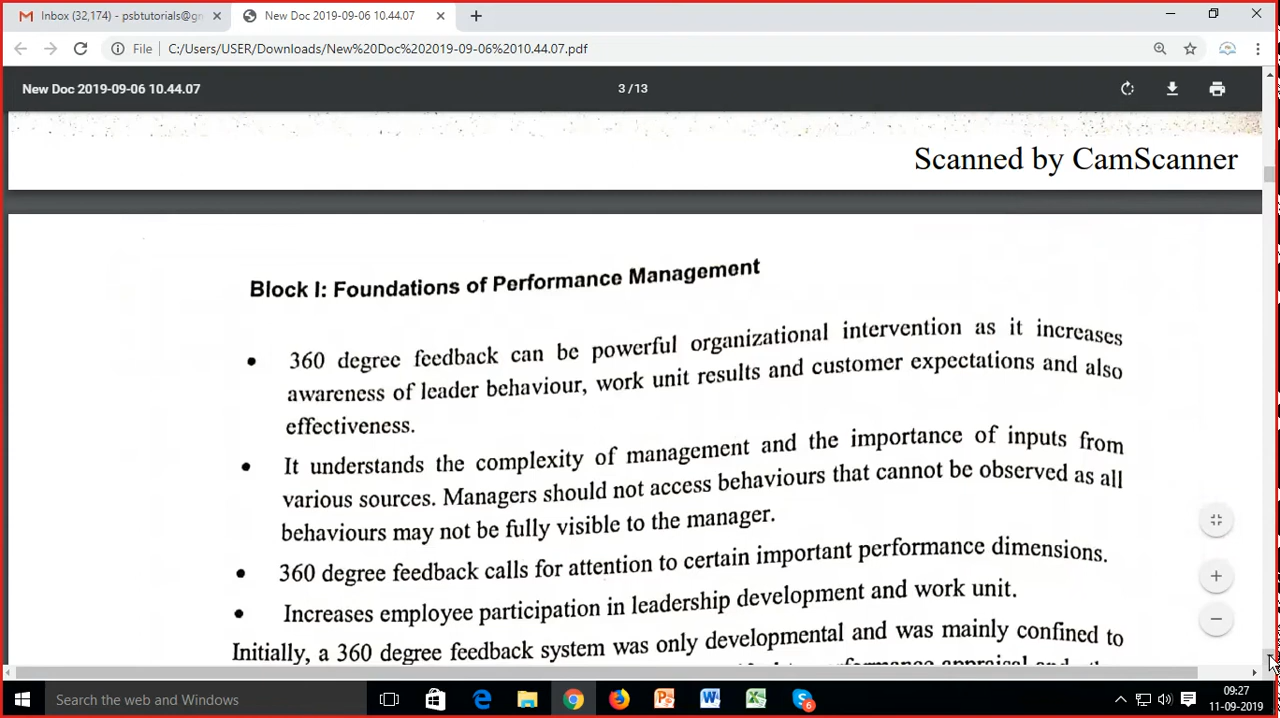 Inbox (32,174) - psbtutorials@gm
New Doc 2019-09-06 10.44.07
File
C:/Users/USER/Downloads/New%20Doc%202019-09-06%2010.44.07.pdf
New Doc 2019-09-06 10.44.07
3 / 13
Scanned by CamScanner
Block I: Foundations of Performance Management
• 360 degree feedback can be powerful organizational intervention as it increases
awareness of leader behaviour, work unit results and customer expectations and also
effectiveness.
• It understands the complexity of management and the importance of inputs from
various sources. Managers should not access behaviours that cannot be observed as all
behaviours may not be fully visible to the manager.
• 360 degree feedback calls for attention to certain important performance dimensions.
• Increases employee participation in leadership development and work unit.
Initially, a 360 degree feedback system was only developmental and was mainly confined to
performance appraisal and
Search the web and Windows
6
09:27
11-09-2019